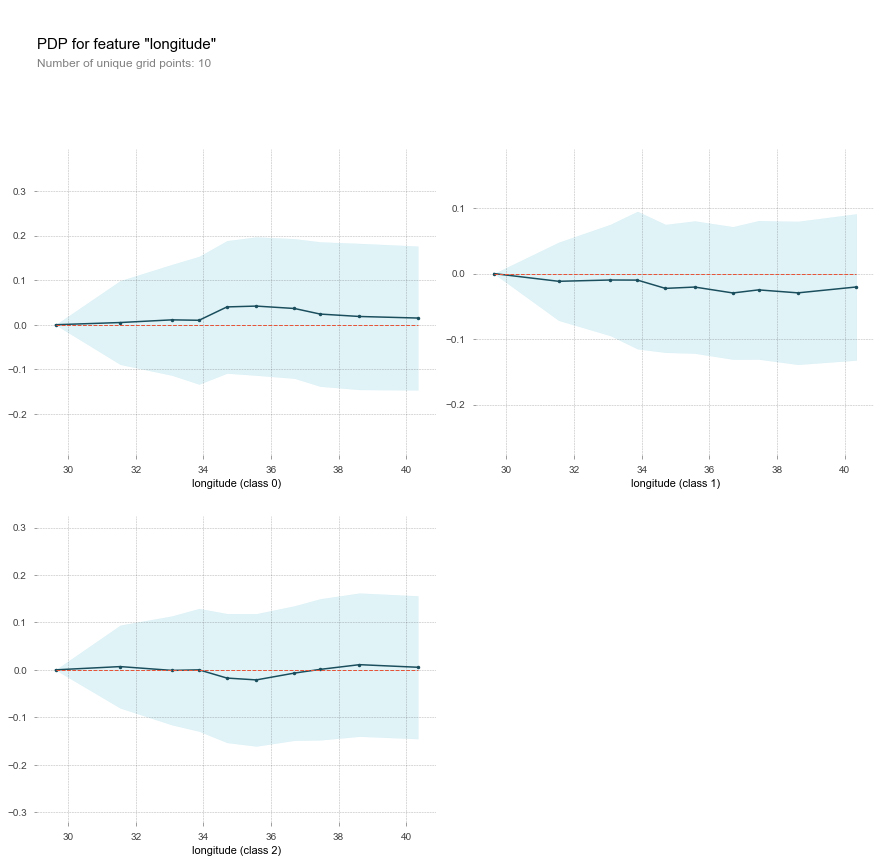 PDP for feature "longitude"
Number of unique grid points: 10
0.3
0.2
0.1
0.0
−0.1
−0.2
30 32 34 36 38 40
longitude (class 0)
0.1
0.0
−0.1
−0.2
30 32 34 36 38 40
longitude (class 1)
0.3
0.2
0.1
0.0
−0.1
−0.2
−0.3
30 32 34 36 38 40
longitude (class 2)